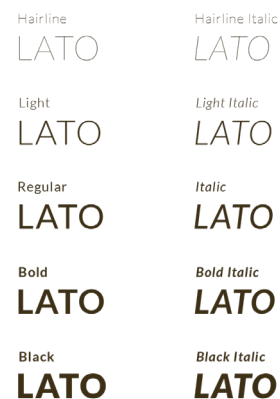 Hairline Hairline Italic
LATO LATO
Light Light Italic
LATO LATO
Regular Italic
LATO LATO
Bold Bold Italic
LATO LATO
Black Black Italic
LATO LATO